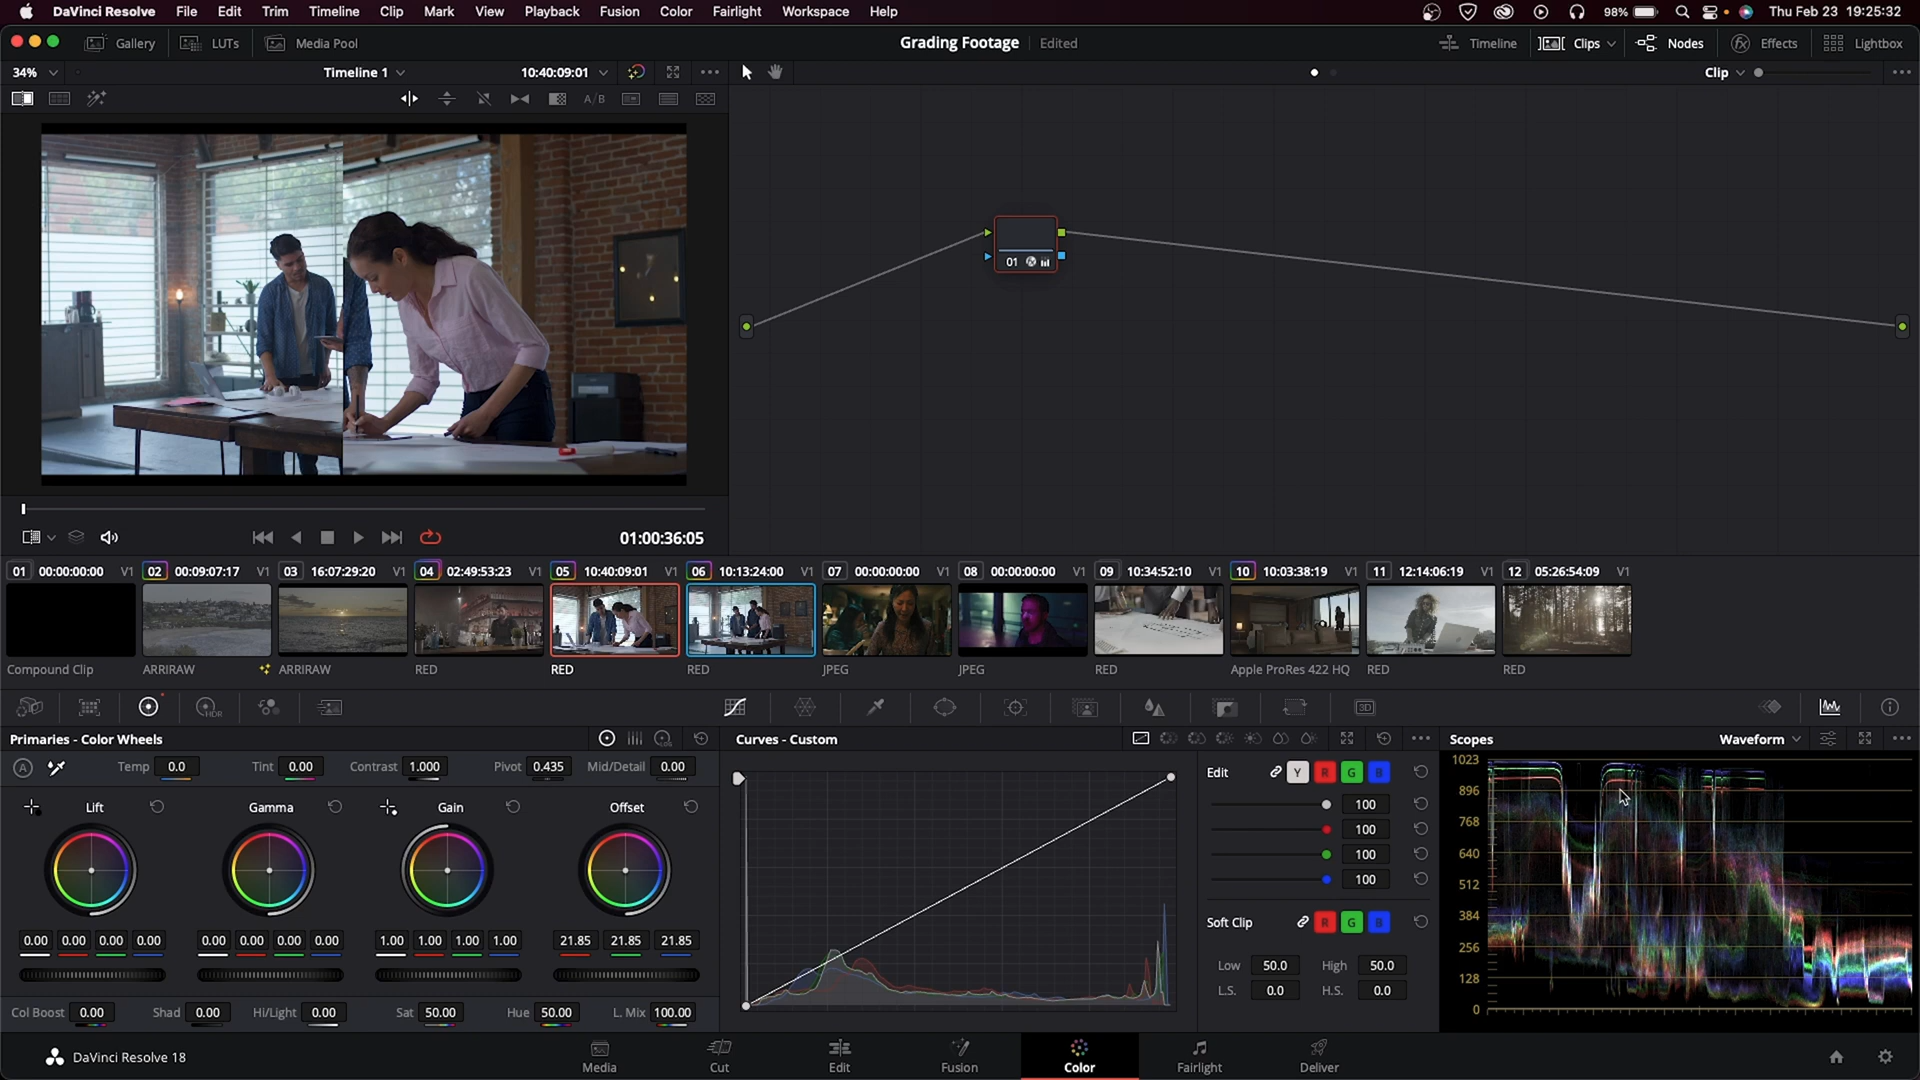 DaVinci Resolve File Edit Trim Timeline Clip Mark View Playback Fusion Color Fairlight Workspace Help 98% Thu Feb 23 19:25:32
Gallery LUTs Media Pool Grading Footage Edited Timeline Clips Nodes Effects Lightbox
34% Timeline 1 10:40:09:01 Clip
A/B
01
01:00:36:05
01 00:00:00:00 V1 02 00:09:07:17 V1 03 16:07:29:20 V1 04 02:49:53:23 V1 05 10:40:09:01 V1 06 10:13:24:00 V1 07 00:00:00:00 V1 08 00:00:00:00 V1 09 10:34:52:10 V1 10 10:03:38:19 V1 11 12:14:06:19 V1 12 05:26:54:09 V1
Compound Clip ARRIRAW ARRIRAW RED RED RED JPEG JPEG RED Apple ProRes 422 HQ RED RED
HDR 3D
Primaries - Color Wheels Curves - Custom Scopes Waveform
A Temp 0.0 Tint 0.00 Contrast 1.000 Pivot 0.435 Mid/Detail 0.00
Lift Gamma Gain Offset
0.00 0.00 0.00 0.00 0.00 0.00 0.00 0.00 1.00 1.00 1.00 1.00 21.85 21.85 21.85
Col Boost 0.00 Shad 0.00 Hi/Light 0.00 Sat 50.00 Hue 50.00 L. Mix 100.00
Edit Y R G B
100
100
100
100
Soft Clip R G B
Low 50.0 High 50.0
L.S. 0.0 H.S. 0.0
1023
896
768
640
512
384
256
128
0
DaVinci Resolve 18 Media Cut Edit Fusion Color Fairlight Deliver